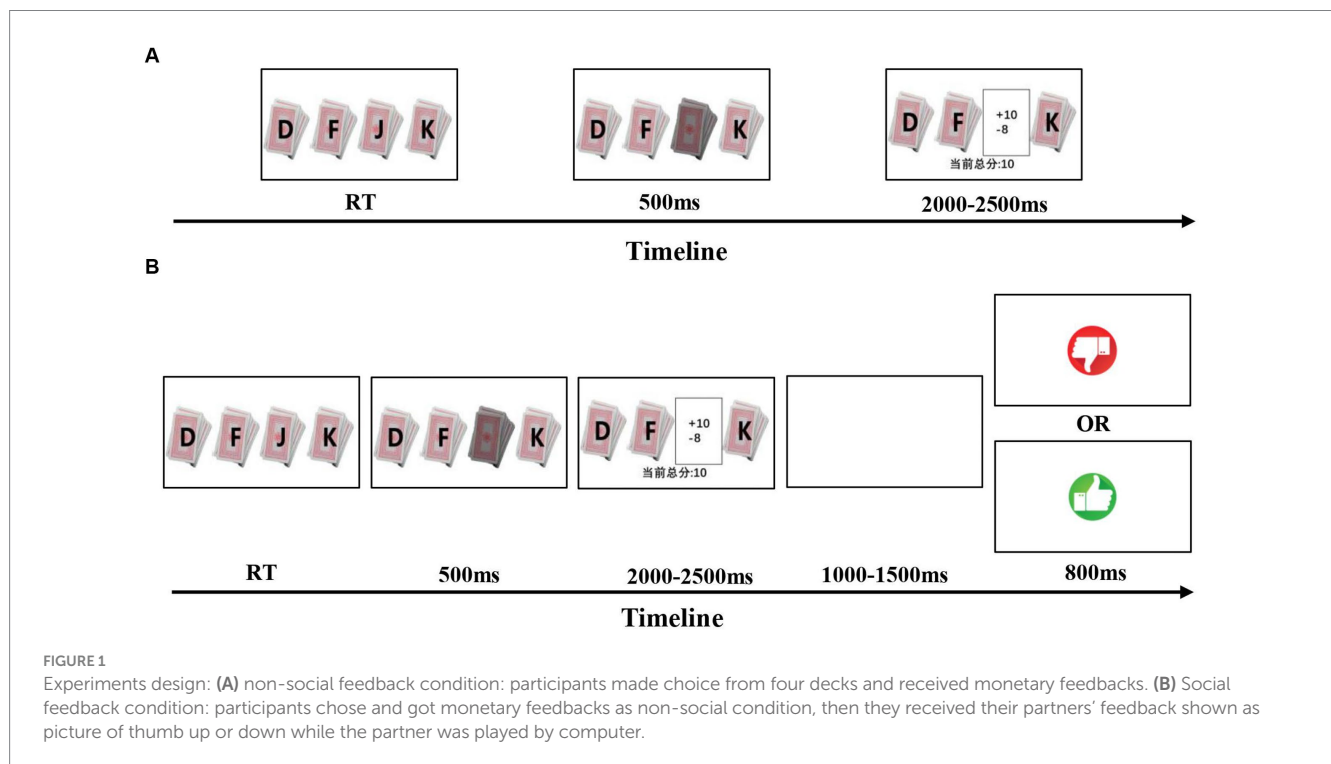 A
D F J K
D F K
D F +10 K
-8
当前总分:10
RT 500ms 2000-2500ms
Timeline
B
D F J K
D F K
D F +10 K
-8
当前总分:10
OR
RT 500ms 2000-2500ms 1000-1500ms 800ms
Timeline
FIGURE 1
Experiments design: (A) non-social feedback condition: participants made choice from four decks and received monetary feedbacks. (B) Social
feedback condition: participants chose and got monetary feedbacks as non-social condition, then they received their partners’ feedback shown as
picture of thumb up or down while the partner was played by computer.